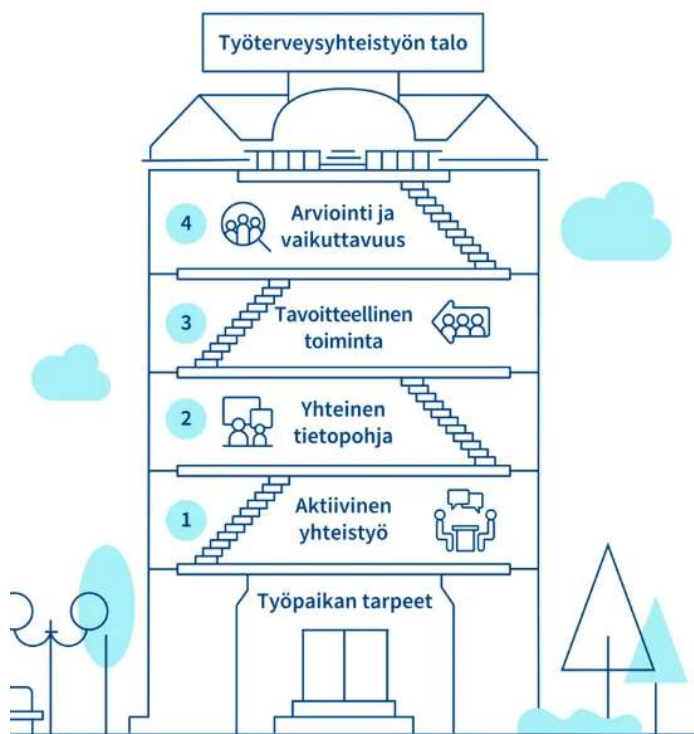 Työterveysyhteistyön talo
4
Arviointi ja
vaikuttavuus
3
Tavoitteellinen
toiminta
2
Yhteinen
tietopohja
1
Aktiivinen
yhteistyö
Työpaikan tarpeet